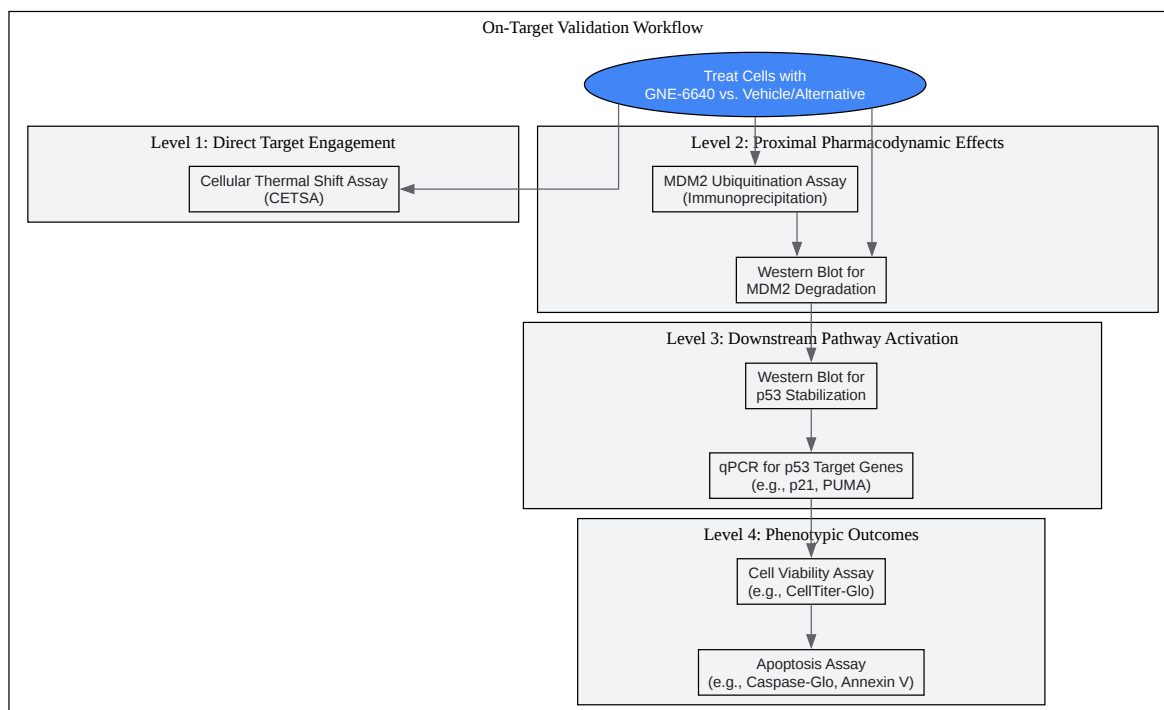 On-Target Validation Workflow
Treat Cells with
GNE-6640 vs. Vehicle/Alternative
Level 1: Direct Target Engagement
Cellular Thermal Shift Assay
(CETSA)
Level 2: Proximal Pharmacodynamic Effects
MDM2 Ubiquitination Assay
(Immunoprecipitation)
Western Blot for
MDM2 Degradation
Level 3: Downstream Pathway Activation
Western Blot for
p53 Stabilization
qPCR for p53 Target Genes
(e.g., p21, PUMA)
Level 4: Phenotypic Outcomes
Cell Viability Assay
(e.g., CellTiter-Glo)
Apoptosis Assay
(e.g., Caspase-Glo, Annexin V)